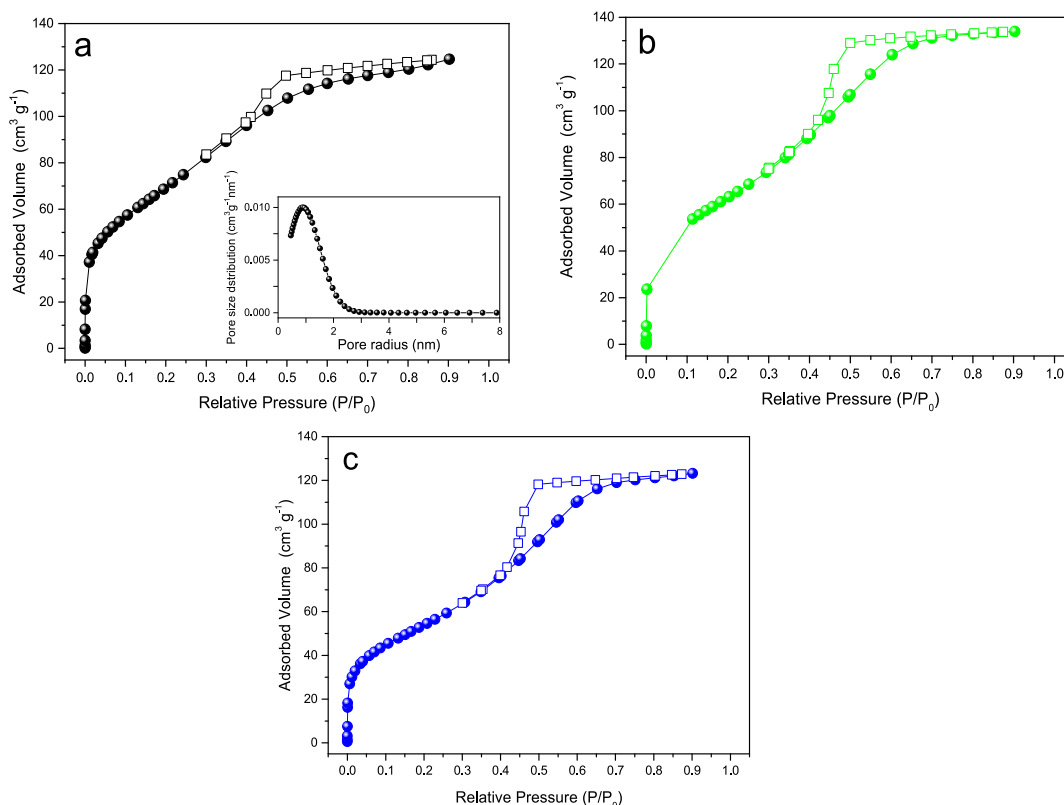 a
140
120
100
80
60
40
20
0
Adsorbed Volume (cm³ g⁻¹)
0.0 0.1 0.2 0.3 0.4 0.5 0.6 0.7 0.8 0.9 1.0
Relative Pressure (P/P₀)
0.010
0.005
0.000
Pore size dstribution (cm³g⁻¹nm⁻¹)
0 2 4 6 8
Pore radius (nm)
b
140
120
100
80
60
40
20
0
Adsorbed Volume (cm³ g⁻¹)
0.0 0.1 0.2 0.3 0.4 0.5 0.6 0.7 0.8 0.9 1.0
Relative Pressure (P/P₀)
c
140
120
100
80
60
40
20
0
Adsorbed Volume (cm³ g⁻¹)
0.0 0.1 0.2 0.3 0.4 0.5 0.6 0.7 0.8 0.9 1.0
Relative Pressure (P/P₀)